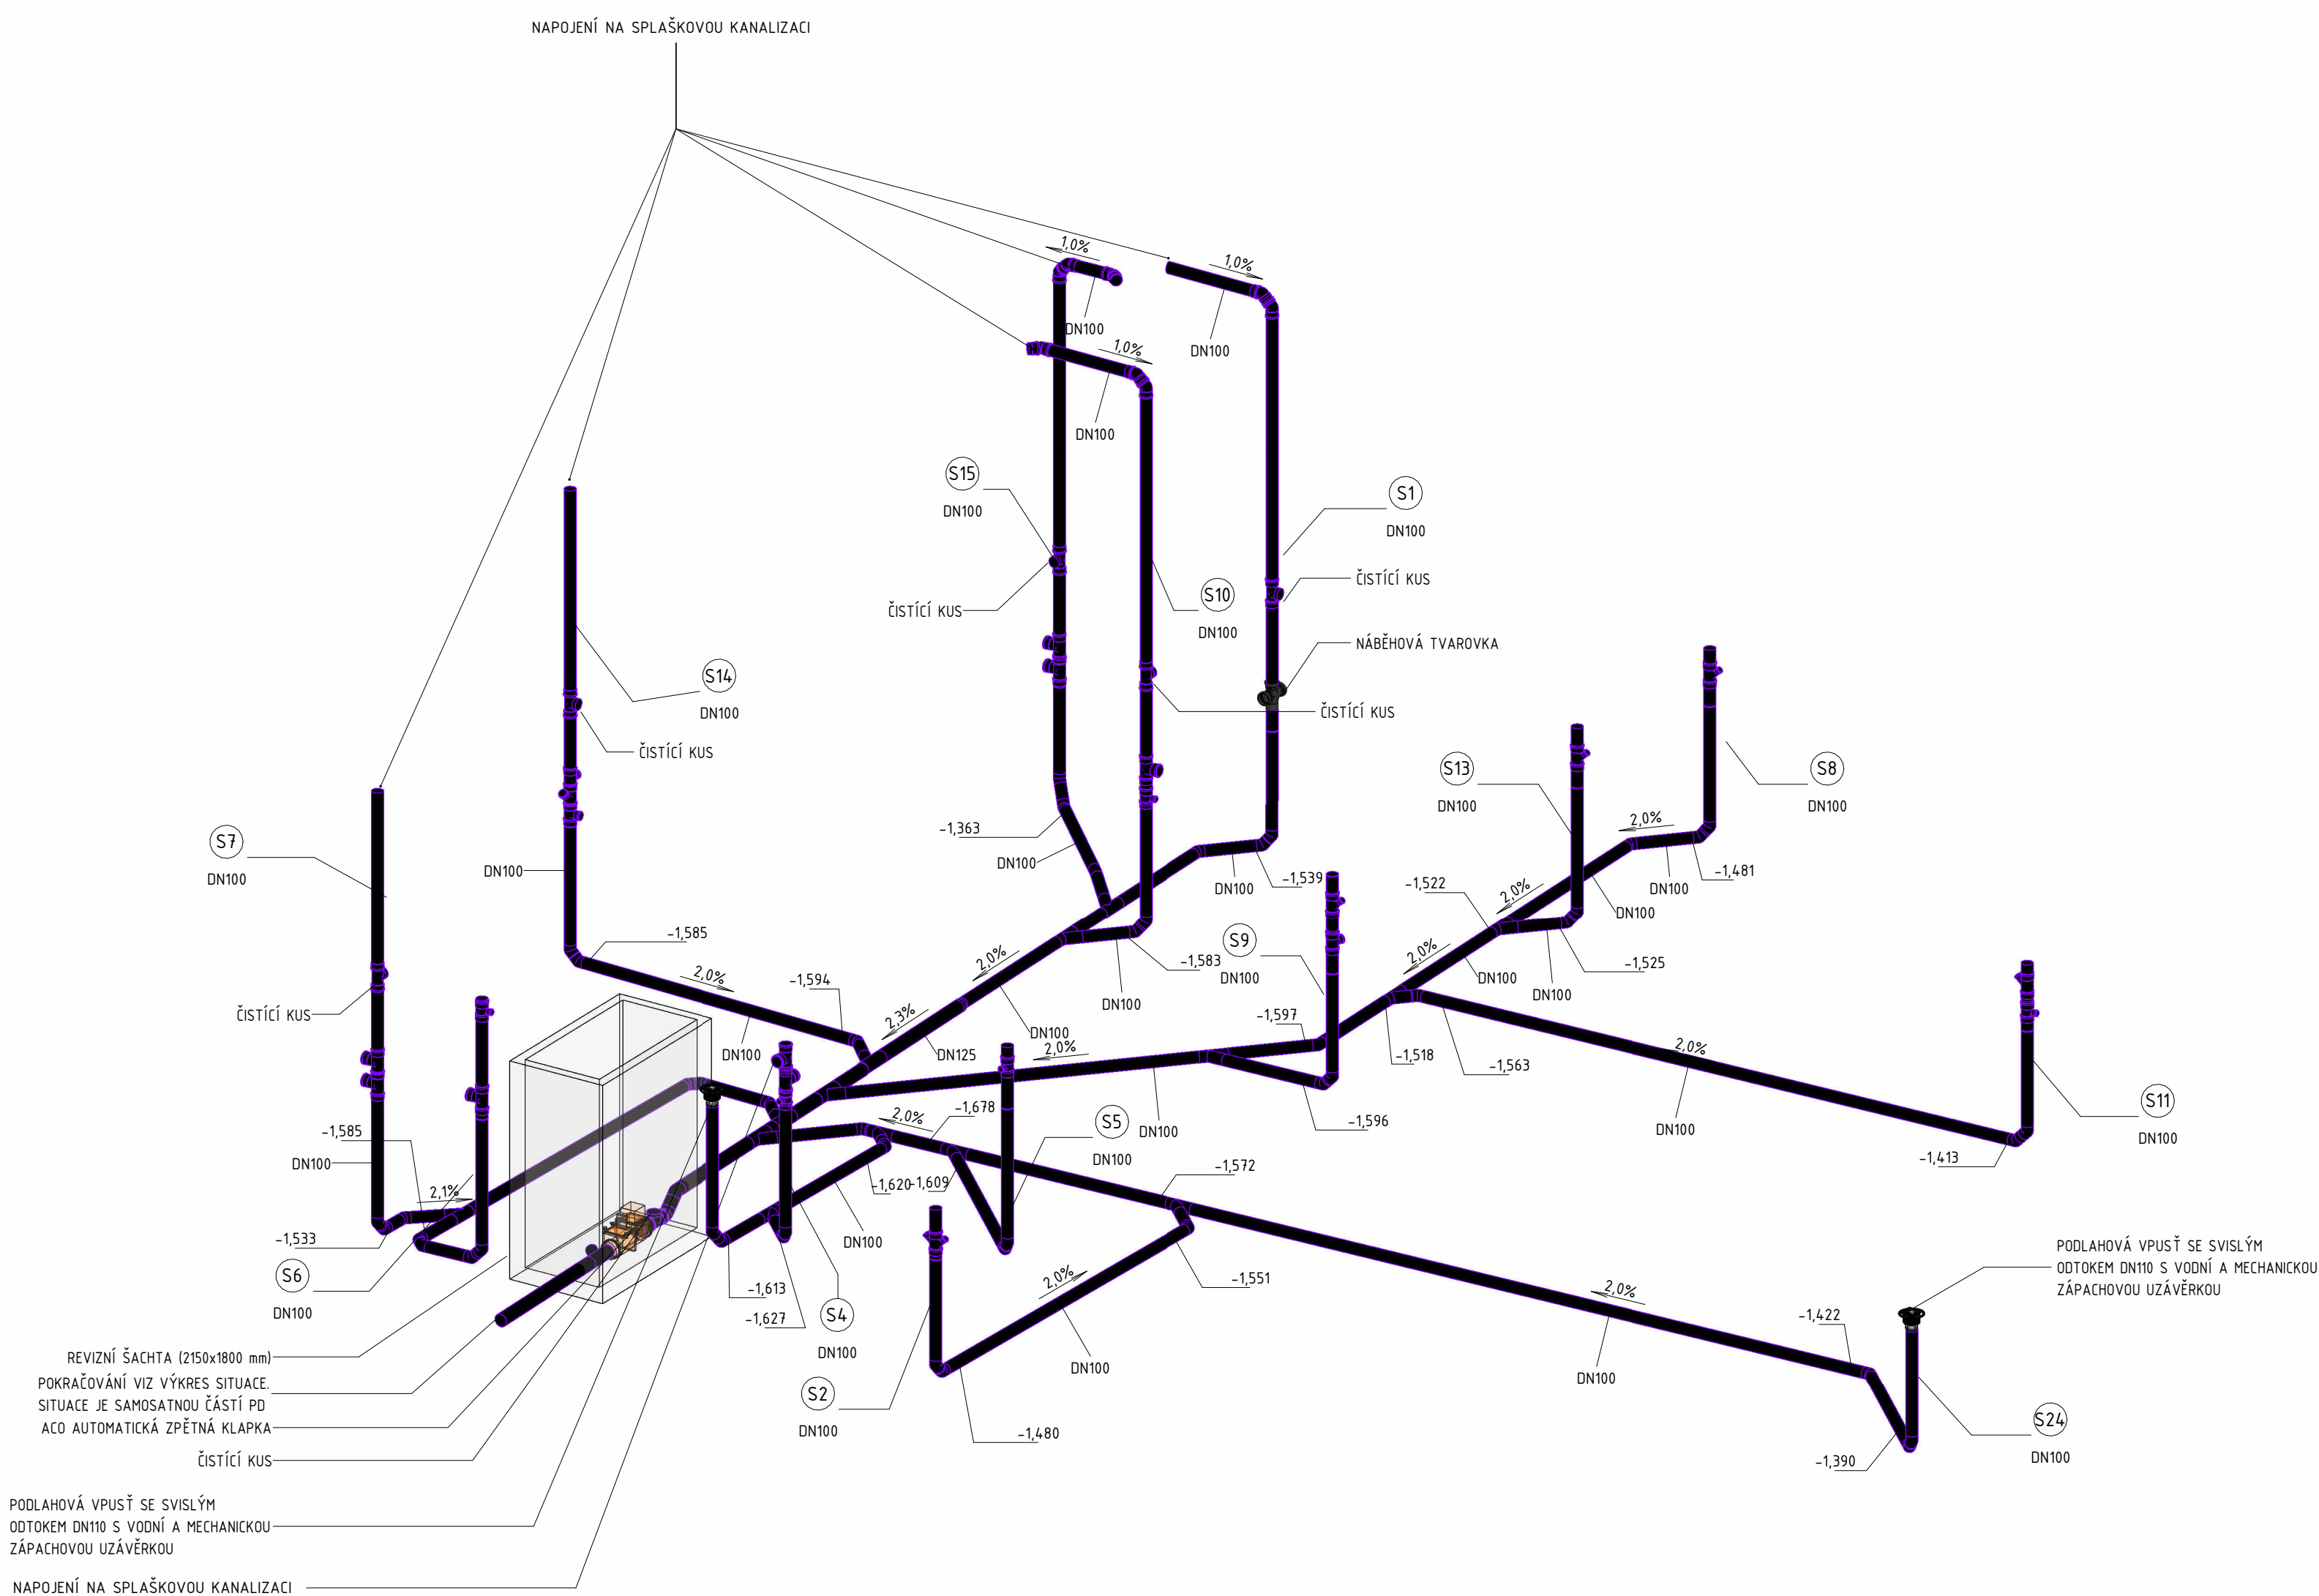 NAPOJENÍ NA SPLAŠKOVOU KANALIZACI
1,0%
1,0%
DN100
DN100
1,0%
DN100
S15
DN100
S1
DN100
ČISTÍCÍ KUS
S10
DN100
ČISTÍCÍ KUS
NÁBĚHOVÁ TVAROVKA
S14
DN100
ČISTÍCÍ KUS
ČISTÍCÍ KUS
S13
DN100
S8
DN100
S7
DN100
-1,363
DN100
2,0%
DN100
DN100
-1,539
-1,522
2,0%
DN100
-1,481
DN100
-1,585
2,0%
-1,594
2,0%
-1,583
DN100
S9
DN100
2,0%
DN100
-1,525
DN100
ČISTÍCÍ KUS
2,3%
DN100
DN125
DN100
-1,597
2,0%
-1,518
-1,563
2,0%
DN100
S11
DN100
-1,413
-1,585
DN100
2,1%
-1,533
S6
DN100
2,0%
-1,678
S5
DN100
DN100
-1,596
-1,620
-1,609
-1,572
DN100
-1,613
-1,627
S4
DN100
2,0%
-1,551
DN100
S2
DN100
-1,480
2,0%
DN100
-1,422
-1,390
S24
DN100
PODLAHOVÁ VPUSŤ SE SVISLÝM
ODTOKEM DN110 S VODNÍ A MECHANICKOU
ZÁPACHOVOU UZÁVĚRKOU
REVIZNÍ ŠACHTA (2150x1800 mm)
POKRAČOVÁNÍ VIZ VÝKRES SITUACE.
SITUACE JE SAMOSATNOU ČÁSTÍ PD
ACO AUTOMATICKÁ ZPĚTNÁ KLAPKA
ČISTÍCÍ KUS
PODLAHOVÁ VPUSŤ SE SVISLÝM
ODTOKEM DN110 S VODNÍ A MECHANICKOU
ZÁPACHOVOU UZÁVĚRKOU
NAPOJENÍ NA SPLAŠKOVOU KANALIZACI